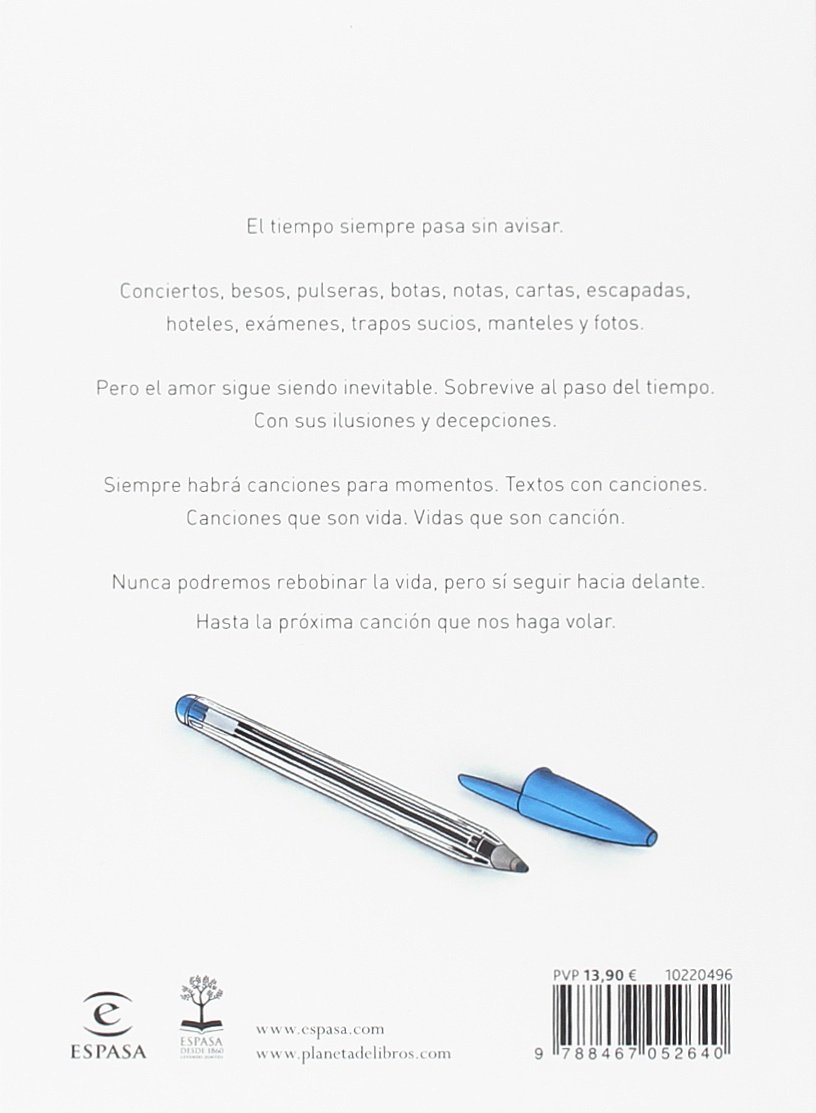 El tiempo siempre pasa sin avisar.
Conciertos, besos, pulseras, botas, notas, cartas, escapadas,
hoteles, exámenes, trapos sucios, manteles y fotos.
Pero el amor sigue siendo inevitable. Sobrevive al paso del tiempo.
Con sus ilusiones y decepciones.
Siempre habrá canciones para momentos. Textos con canciones.
Canciones que son vida. Vidas que son canción.
Nunca podremos rebobinar la vida, pero sí seguir hacia delante.
Hasta la próxima canción que nos haga volar.
PVP 13,90 € 10220496
e
ESPASA
ESPASA
DESDE 1860
www.espasa.com
www.planetadelibros.com
9 788467 052640